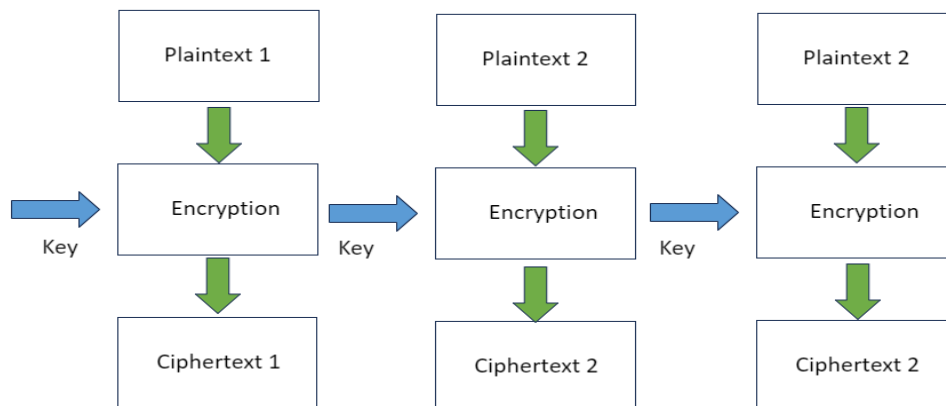 Plaintext 1
Plaintext 2
Plaintext 2
Encryption
Encryption
Encryption
Key
Key
Key
Ciphertext 1
Ciphertext 2
Ciphertext 2